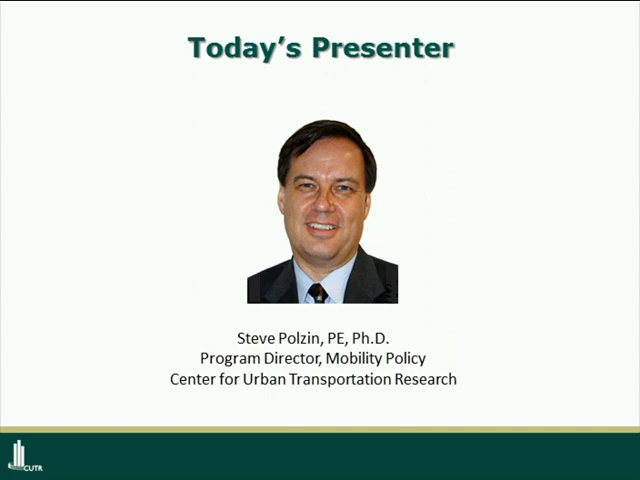 Today's Presenter
Steve Polzin, PE, Ph.D.
Program Director, Mobility Policy
Center for Urban Transportation Research
CUTR